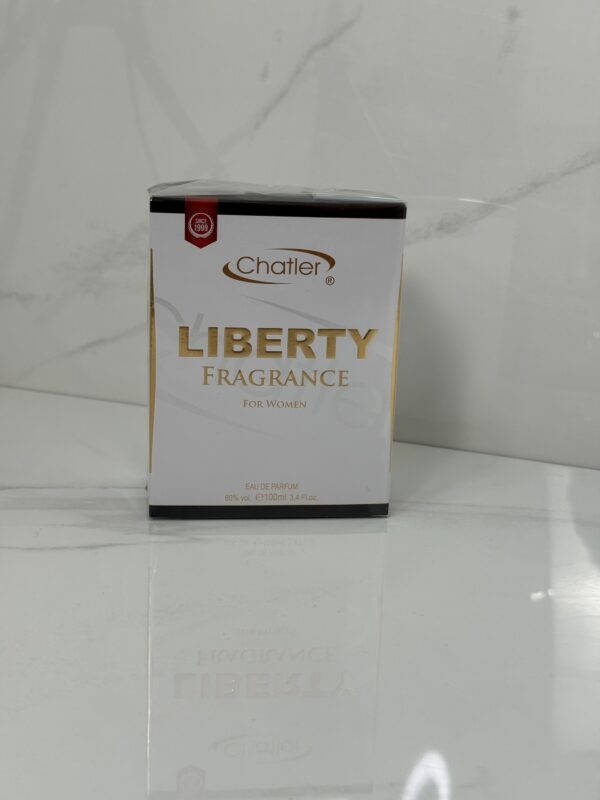 SINCE
1999
Chatler®
LIBERTY
FRAGRANCE
FOR WOMEN
EAU DE PARFUM
80% vol. ℮100ml 3,4 Fl.oz.